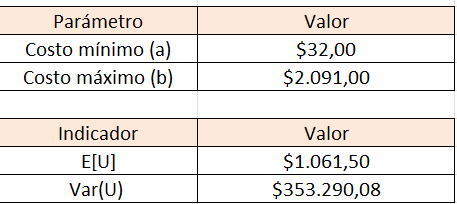 Parámetro Valor
Costo mínimo (a) $32,00
Costo máximo (b) $2.091,00
Indicador Valor
E[U] $1.061,50
Var(U) $353.290,08